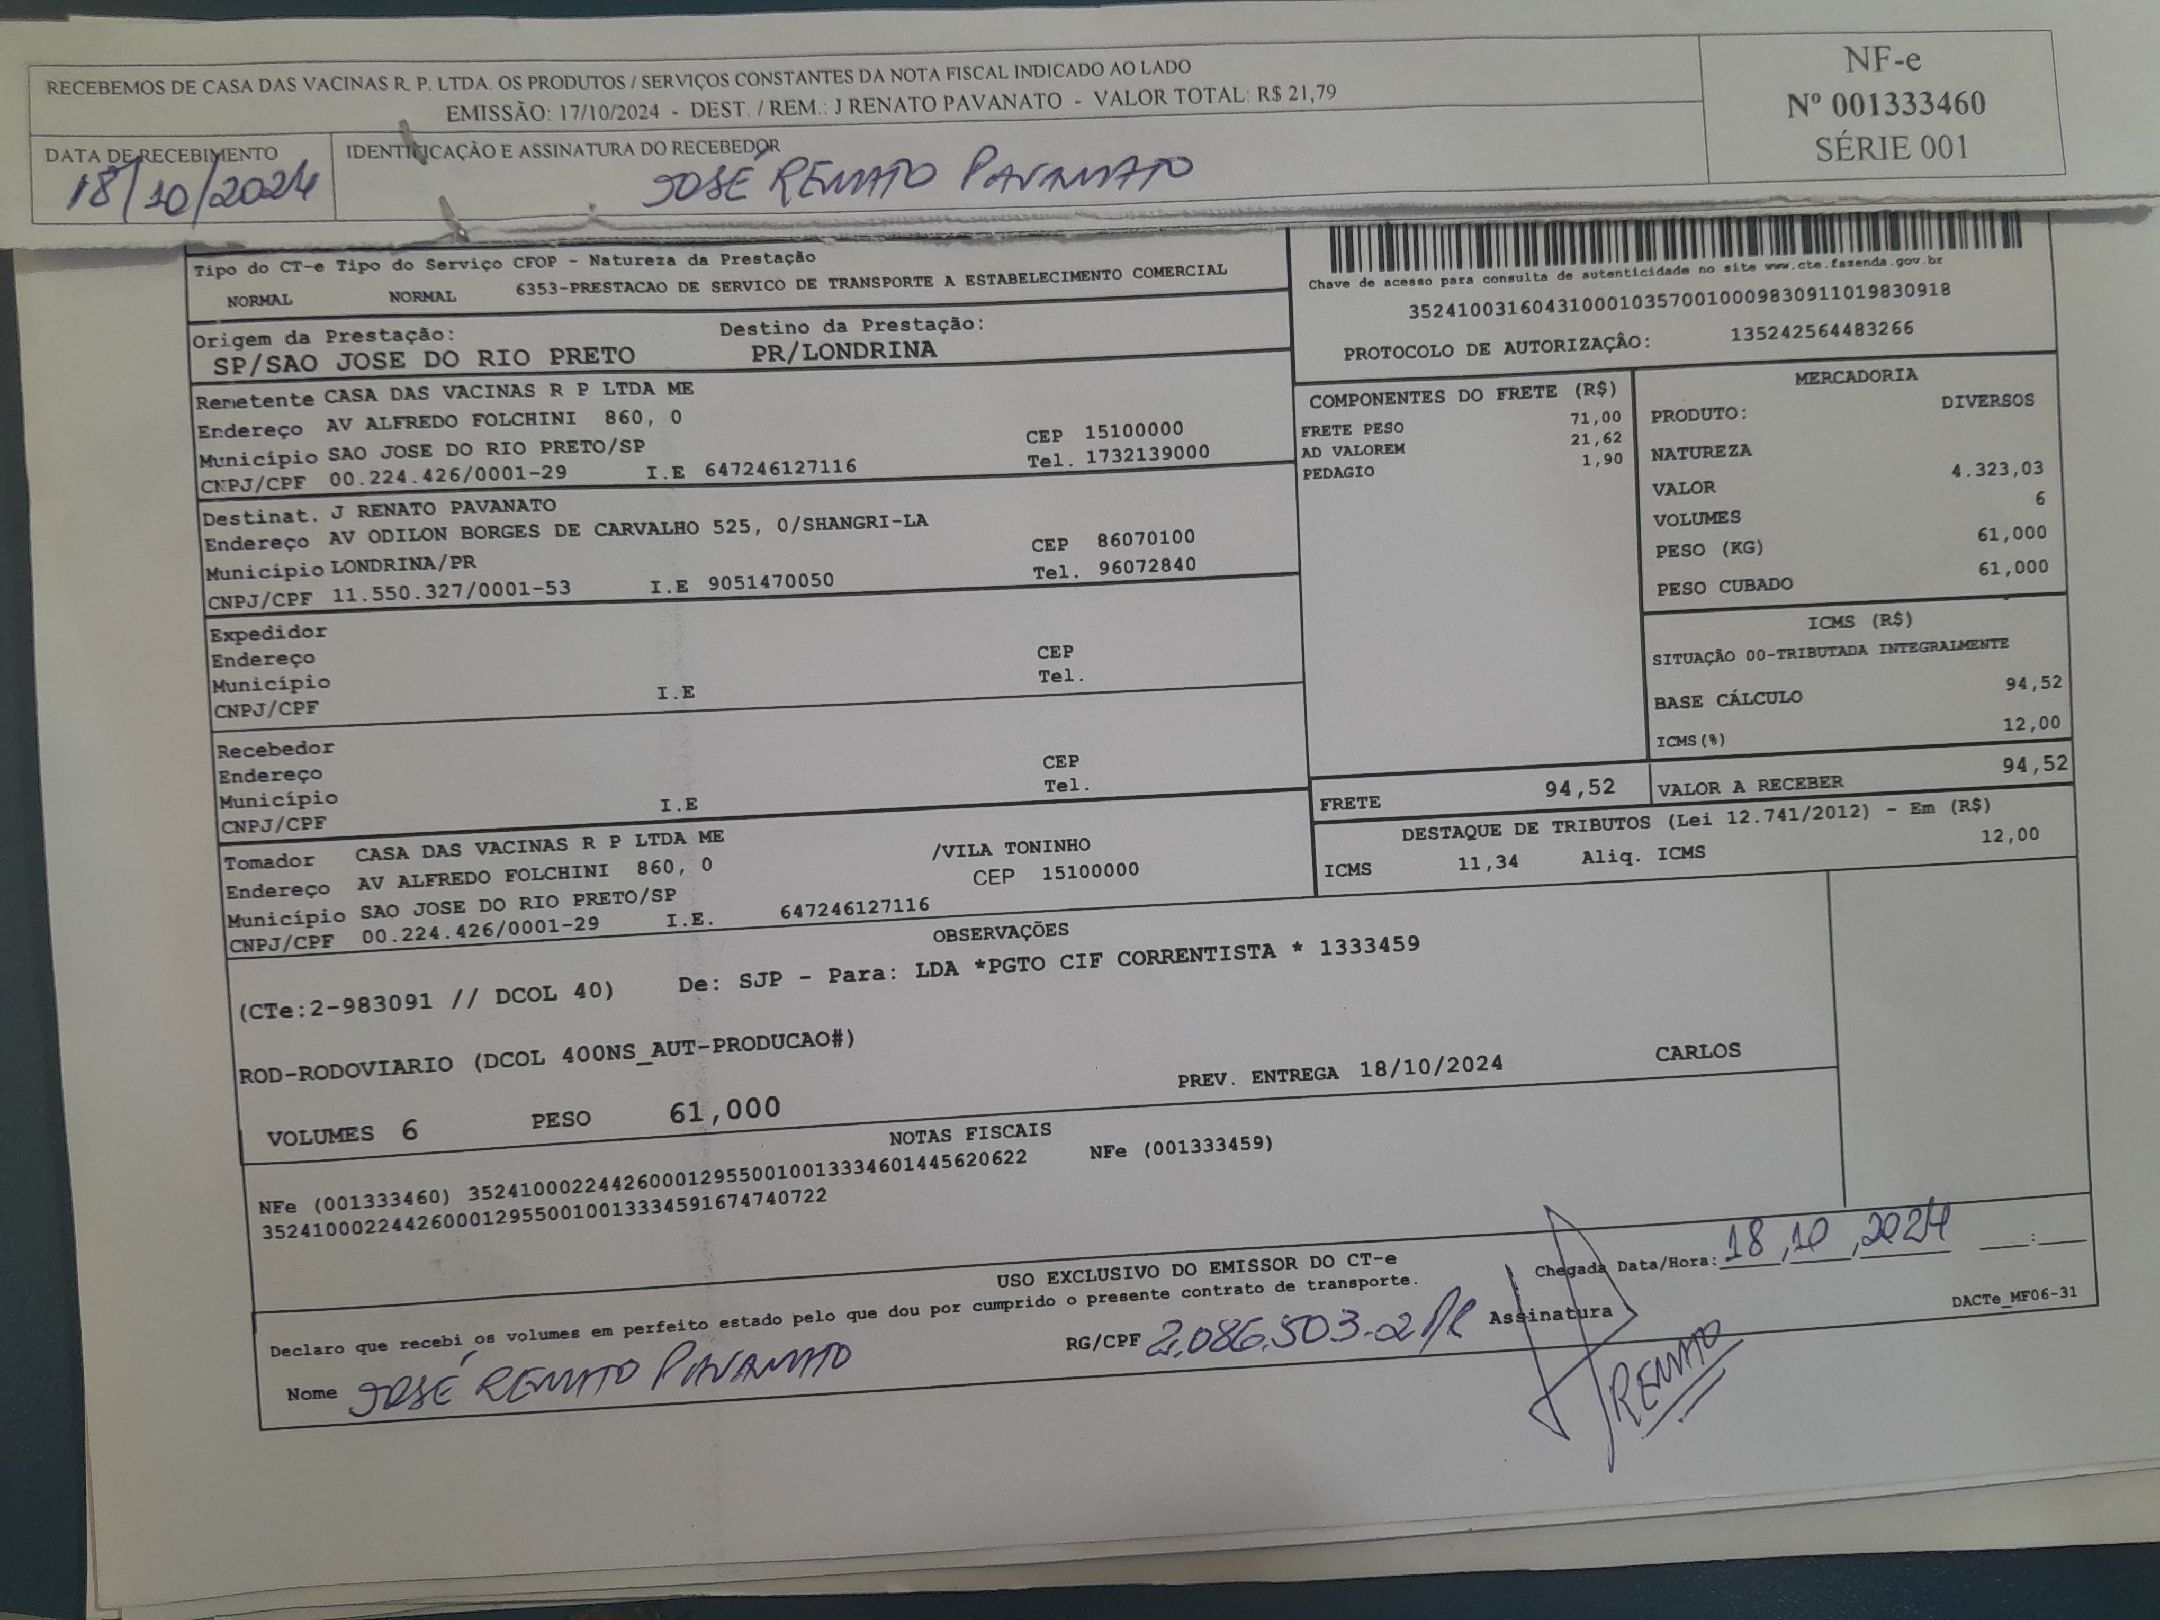 RECEBEMOS DE CASA DAS VACINAS R. P. LTDA. OS PRODUTOS / SERVIÇOS CONSTANTES DA NOTA FISCAL INDICADO AO LADO
EMISSÃO: 17/10/2024 - DEST. / REM.: J RENATO PAVANATO - VALOR TOTAL: R$ 21,79
NF-e
Nº 001333460
SÉRIE 001
DATA DE RECEBIMENTO
18/10/2024
IDENTIFICAÇÃO E ASSINATURA DO RECEBEDOR
JOSÉ RENATO PAVANATO
Tipo do CT-e Tipo do Serviço CFOP - Natureza da Prestação
NORMAL NORMAL 6353-PRESTACAO DE SERVICO DE TRANSPORTE A ESTABELECIMENTO COMERCIAL
Chave de acesso para consulta de autenticidade no site www.cte.fazenda.gov.br
35241003160431000103570010009830911019830918
PROTOCOLO DE AUTORIZAÇÃO: 135242564483266
Origem da Prestação: Destino da Prestação:
SP/SAO JOSE DO RIO PRETO PR/LONDRINA
Remetente CASA DAS VACINAS R P LTDA ME
Endereço AV ALFREDO FOLCHINI 860, 0
Município SAO JOSE DO RIO PRETO/SP CEP 15100000
CNPJ/CPF 00.224.426/0001-29 I.E 647246127116 Tel. 1732139000
Destinat. J RENATO PAVANATO
Endereço AV ODILON BORGES DE CARVALHO 525, 0/SHANGRI-LA
Município LONDRINA/PR CEP 86070100
CNPJ/CPF 11.550.327/0001-53 I.E 9051470050 Tel. 96072840
Expedidor
Endereço
Município CEP
CNPJ/CPF I.E Tel.
Recebedor
Endereço
Município CEP
CNPJ/CPF I.E Tel.
COMPONENTES DO FRETE (R$)
FRETE PESO 71,00
AD VALOREM 21,62
PEDAGIO 1,90
MERCADORIA
PRODUTO: DIVERSOS
NATUREZA
VALOR 4.323,03
VOLUMES 6
PESO (KG) 61,000
PESO CUBADO 61,000
ICMS (R$)
SITUAÇÃO 00-TRIBUTADA INTEGRALMENTE
BASE CÁLCULO 94,52
ICMS(%) 12,00
FRETE 94,52 VALOR A RECEBER 94,52
DESTAQUE DE TRIBUTOS (Lei 12.741/2012) - Em (R$)
ICMS 11,34 Aliq. ICMS 12,00
Tomador CASA DAS VACINAS R P LTDA ME
Endereço AV ALFREDO FOLCHINI 860, 0 /VILA TONINHO
Município SAO JOSE DO RIO PRETO/SP CEP 15100000
CNPJ/CPF 00.224.426/0001-29 I.E. 647246127116
OBSERVAÇÕES
(CTe:2-983091 // DCOL 40) De: SJP - Para: LDA *PGTO CIF CORRENTISTA * 1333459
ROD-RODOVIARIO (DCOL 400NS_AUT-PRODUCAO#)
PREV. ENTREGA 18/10/2024 CARLOS
VOLUMES 6 PESO 61,000
NOTAS FISCAIS
NFe (001333460) 35241000224426000129550010013334601445620622 NFe (001333459)
35241000224426000129550010013334591674740722
USO EXCLUSIVO DO EMISSOR DO CT-e
Declaro que recebi os volumes em perfeito estado pelo que dou por cumprido o presente contrato de transporte.
Chegada Data/Hora: 18,10,2024 __:__
Nome JOSÉ RENATO PAVANATO RG/CPF 2.086.503-2 PR Assinatura
RENATO
DACTe_MF06-31